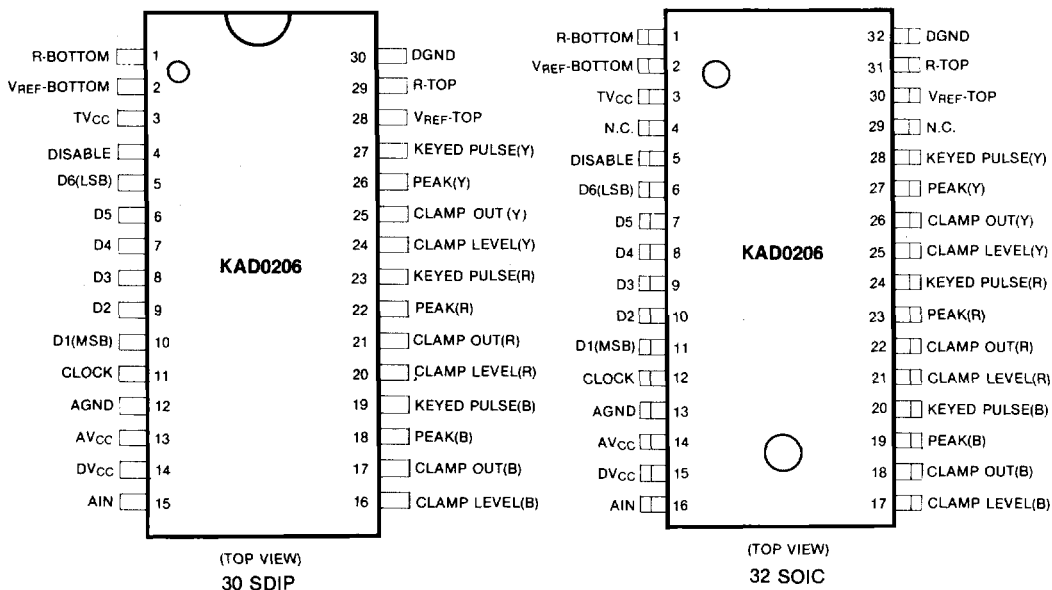 R-BOTTOM 1 30 DGND
VREF-BOTTOM 2 29 R-TOP
TVCC 3 28 VREF-TOP
DISABLE 4 27 KEYED PULSE(Y)
D6(LSB) 5 26 PEAK(Y)
D5 6 25 CLAMP OUT (Y)
D4 7 24 CLAMP LEVEL(Y)
KAD0206
D3 8 23 KEYED PULSE(R)
D2 9 22 PEAK(R)
D1(MSB) 10 21 CLAMP OUT(R)
CLOCK 11 20 CLAMP LEVEL(R)
AGND 12 19 KEYED PULSE(B)
AVCC 13 18 PEAK(B)
DVCC 14 17 CLAMP OUT(B)
AIN 15 16 CLAMP LEVEL(B)
(TOP VIEW)
30 SDIP
R-BOTTOM 1 32 DGND
VREF-BOTTOM 2 31 R-TOP
TVCC 3 30 VREF-TOP
N.C. 4 29 N.C.
DISABLE 5 28 KEYED PULSE(Y)
D6(LSB) 6 27 PEAK(Y)
D5 7 26 CLAMP OUT(Y)
D4 8 25 CLAMP LEVEL(Y)
KAD0206
D3 9 24 KEYED PULSE(R)
D2 10 23 PEAK(R)
D1(MSB) 11 22 CLAMP OUT(R)
CLOCK 12 21 CLAMP LEVEL(R)
AGND 13 20 KEYED PULSE(B)
AVCC 14 19 PEAK(B)
DVCC 15 18 CLAMP OUT(B)
AIN 16 17 CLAMP LEVEL(B)
(TOP VIEW)
32 SOIC